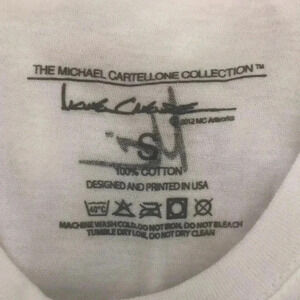 THE MICHAEL CARTELLONE COLLECTION™
©2012 MC Artworks
S
100% COTTON
DESIGNED AND PRINTED IN USA
40°C
MACHINE WASH COLD, DO NOT IRON, DO NOT BLEACH
TUMBLE DRY LOW, DO NOT DRY CLEAN